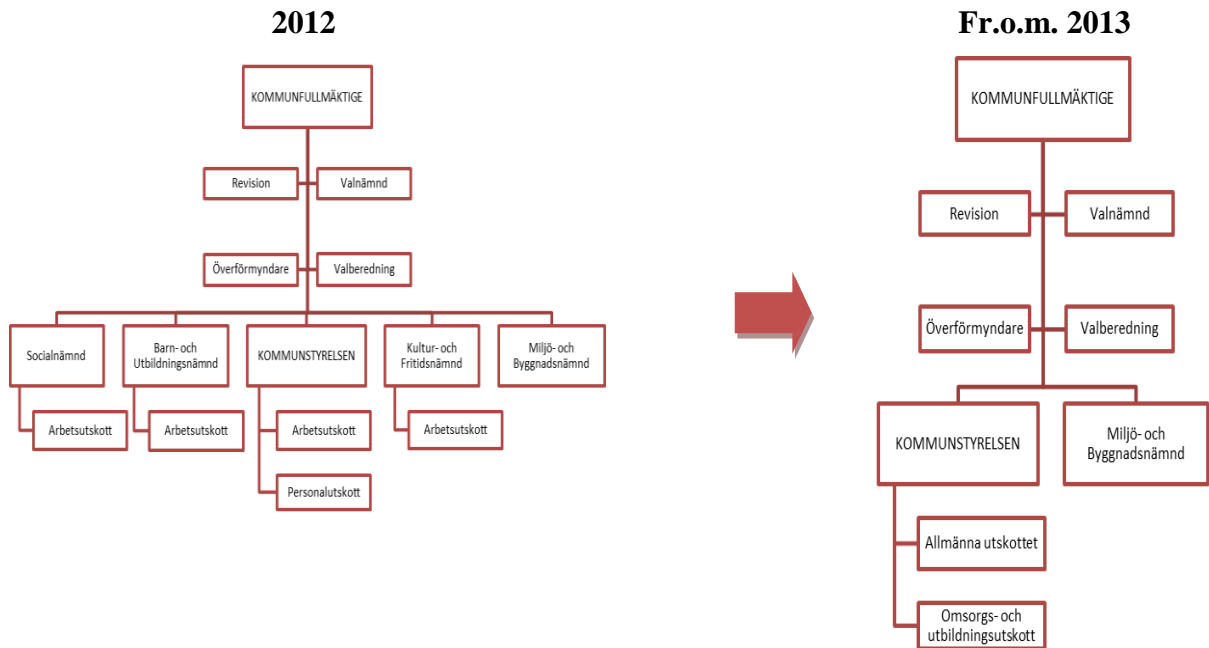 2012
KOMMUNFULLMÄKTIGE
Revision
Valnämnd
Överförmyndare
Valberedning
Socialnämnd
Barn- och
Utbildningsnämnd
KOMMUNSTYRELSEN
Kultur- och
Fritidsnämnd
Miljö- och
Byggnadsnämnd
Arbetsutskott
Arbetsutskott
Arbetsutskott
Arbetsutskott
Personalutskott
Fr.o.m. 2013
KOMMUNFULLMÄKTIGE
Revision
Valnämnd
Överförmyndare
Valberedning
KOMMUNSTYRELSEN
Miljö- och
Byggnadsnämnd
Allmänna utskottet
Omsorgs- och
utbildningsutskott